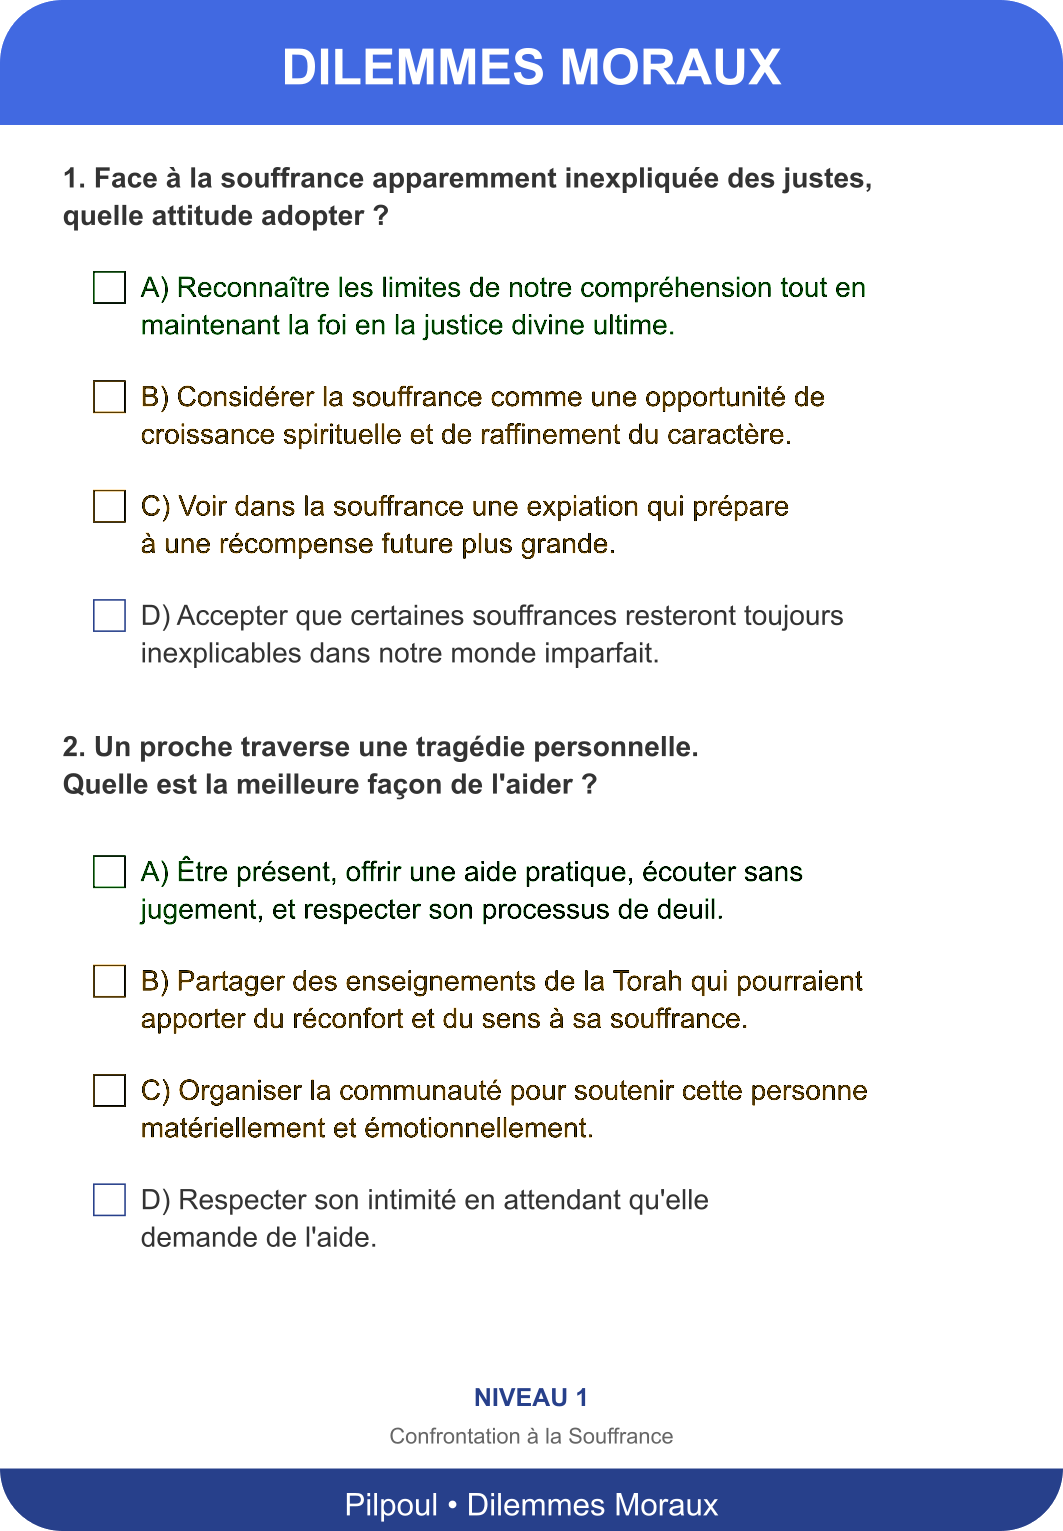 DILEMMES MORAUX
1. Face à la souffrance apparemment inexpliquée des justes,
quelle attitude adopter ?
A) Reconnaître les limites de notre compréhension tout en
maintenant la foi en la justice divine ultime.
B) Considérer la souffrance comme une opportunité de
croissance spirituelle et de raffinement du caractère.
C) Voir dans la souffrance une expiation qui prépare
à une récompense future plus grande.
D) Accepter que certaines souffrances resteront toujours
inexplicables dans notre monde imparfait.
2. Un proche traverse une tragédie personnelle.
Quelle est la meilleure façon de l'aider ?
A) Être présent, offrir une aide pratique, écouter sans
jugement, et respecter son processus de deuil.
B) Partager des enseignements de la Torah qui pourraient
apporter du réconfort et du sens à sa souffrance.
C) Organiser la communauté pour soutenir cette personne
matériellement et émotionnellement.
D) Respecter son intimité en attendant qu'elle
demande de l'aide.
NIVEAU 1
Confrontation à la Souffrance
Pilpoul • Dilemmes Moraux